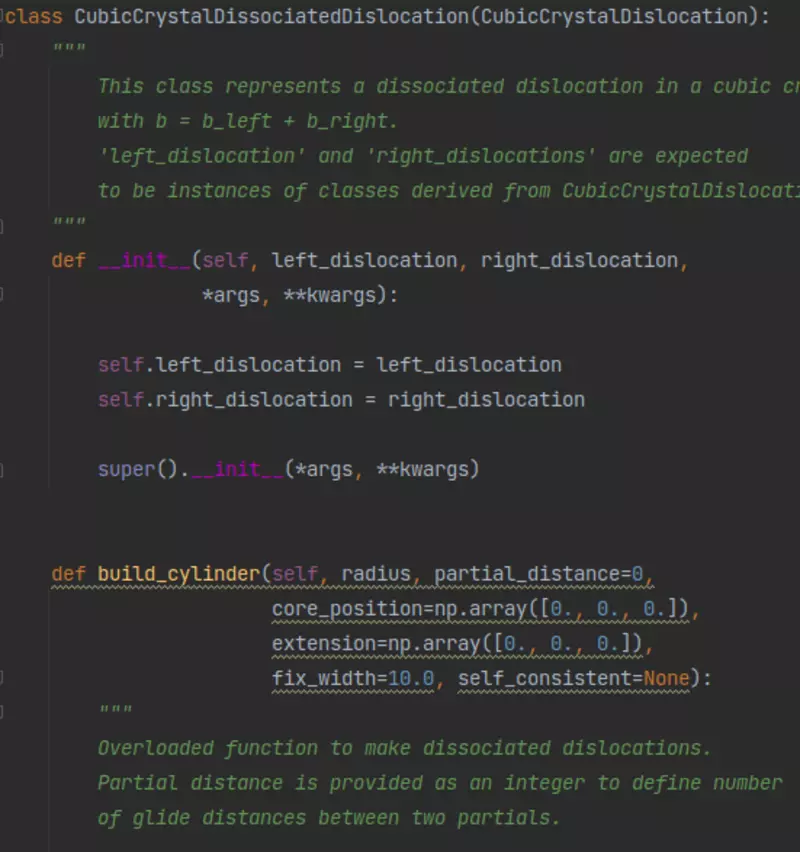 class CubicCrystalDissociatedDislocation(CubicCrystalDislocation):
    """
        This class represents a dissociated dislocation in a cubic
        with b = b_left + b_right.
        'left_dislocation' and 'right_dislocations' are expected
        to be instances of classes derived from
    """
    def __init__(self, left_dislocation, right_dislocation,
                 *args, **kwargs):
        self.left_dislocation = left_dislocation
        self.right_dislocation = right_dislocation
        super().__init__(*args, **kwargs)
    def build_cylinder(self, radius, partial_distance=0,
                       core_position=np.array([0., 0., 0.]),
                       extension=np.array([0., 0., 0.]),
                       fix_width=10.0, self_consistent=None):
        """
        Overloaded function to make dissociated dislocations.
        Partial distance is provided as an integer to define number
        of glide distances between two partials.